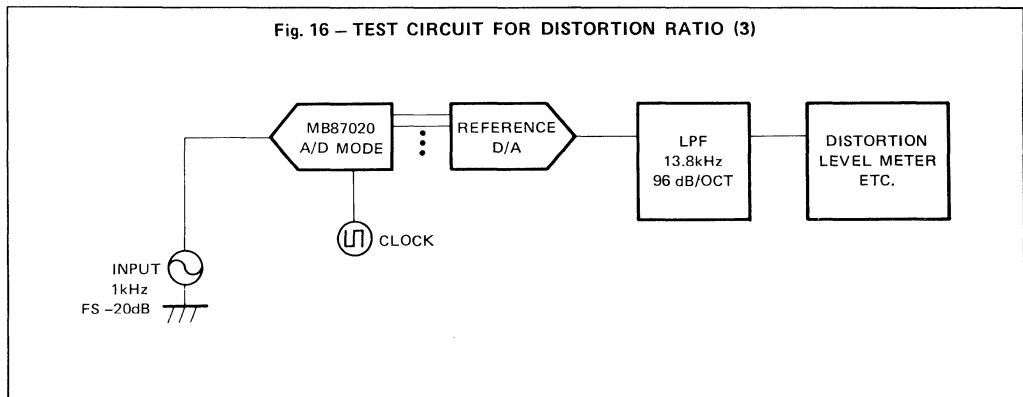 Fig. 16 – TEST CIRCUIT FOR DISTORTION RATIO (3)
MB87020
A/D MODE
REFERENCE
D/A
LPF
13.8kHz
96 dB/OCT
DISTORTION
LEVEL METER
ETC.
CLOCK
INPUT
1kHz
FS –20dB